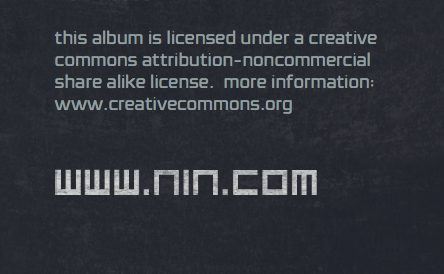 this album is licensed under a creative
commons attribution-noncommercial
share alike license.  more information:
www.creativecommons.org
www.nin.com